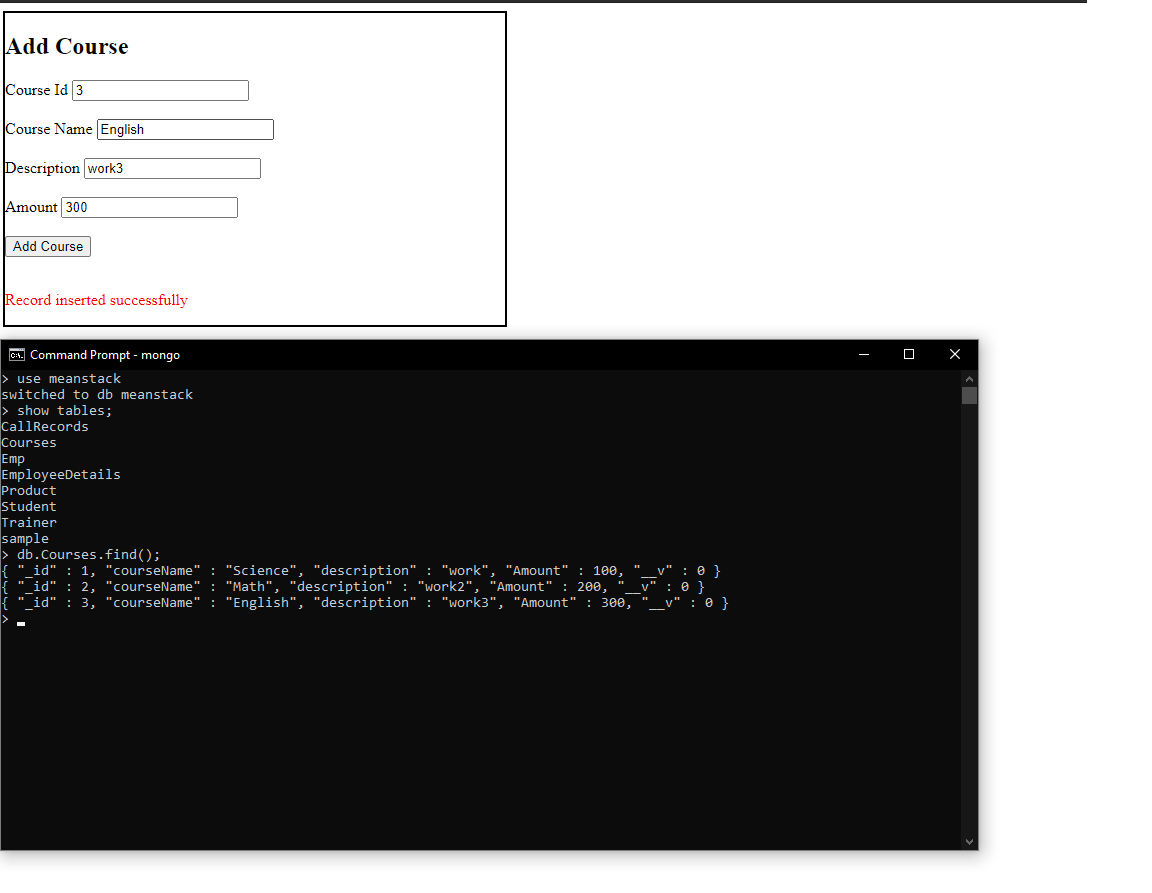 Add Course
Course Id 3
Course Name English
Description work3
Amount 300
Add Course
Record inserted successfully
Command Prompt - mongo
> use meanstack
switched to db meanstack
> show tables;
CallRecords
Courses
Emp
EmployeeDetails
Product
Student
Trainer
sample
> db.Courses.find();
{ "_id" : 1, "courseName" : "Science", "description" : "work", "Amount" : 100, "__v" : 0 }
{ "_id" : 2, "courseName" : "Math", "description" : "work2", "Amount" : 200, "__v" : 0 }
{ "_id" : 3, "courseName" : "English", "description" : "work3", "Amount" : 300, "__v" : 0 }
>